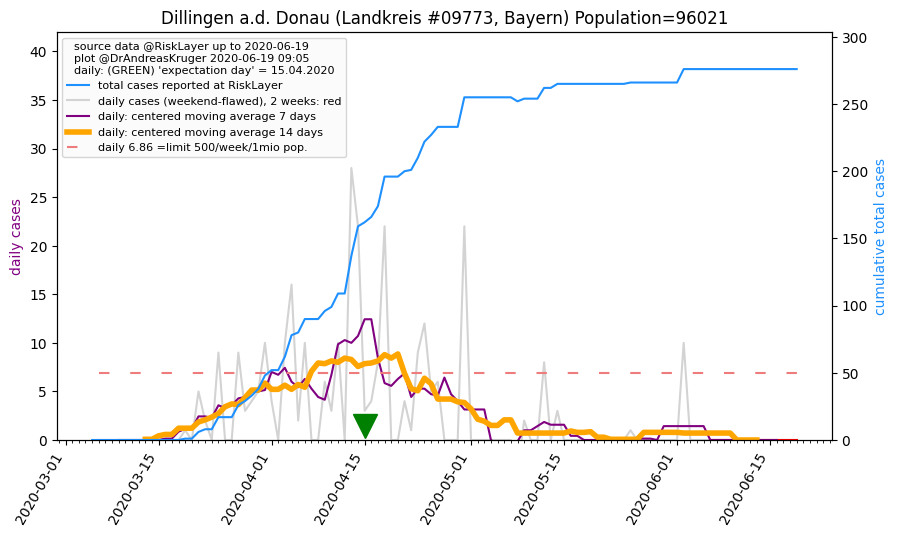 Dillingen a.d. Donau (Landkreis #09773, Bayern) Population=96021
source data @RiskLayer up to 2020-06-19
plot @DrAndreasKruger 2020-06-19 09:05
daily: (GREEN) 'expectation day' = 15.04.2020
total cases reported at RiskLayer
daily cases (weekend-flawed), 2 weeks: red
daily: centered moving average 7 days
daily: centered moving average 14 days
daily 6.86 =limit 500/week/1mio pop.
daily cases
40
35
30
25
20
15
10
5
0
cumulative total cases
300
250
200
150
100
50
0
2020-03-01
2020-03-15
2020-04-01
2020-04-15
2020-05-01
2020-05-15
2020-06-01
2020-06-15